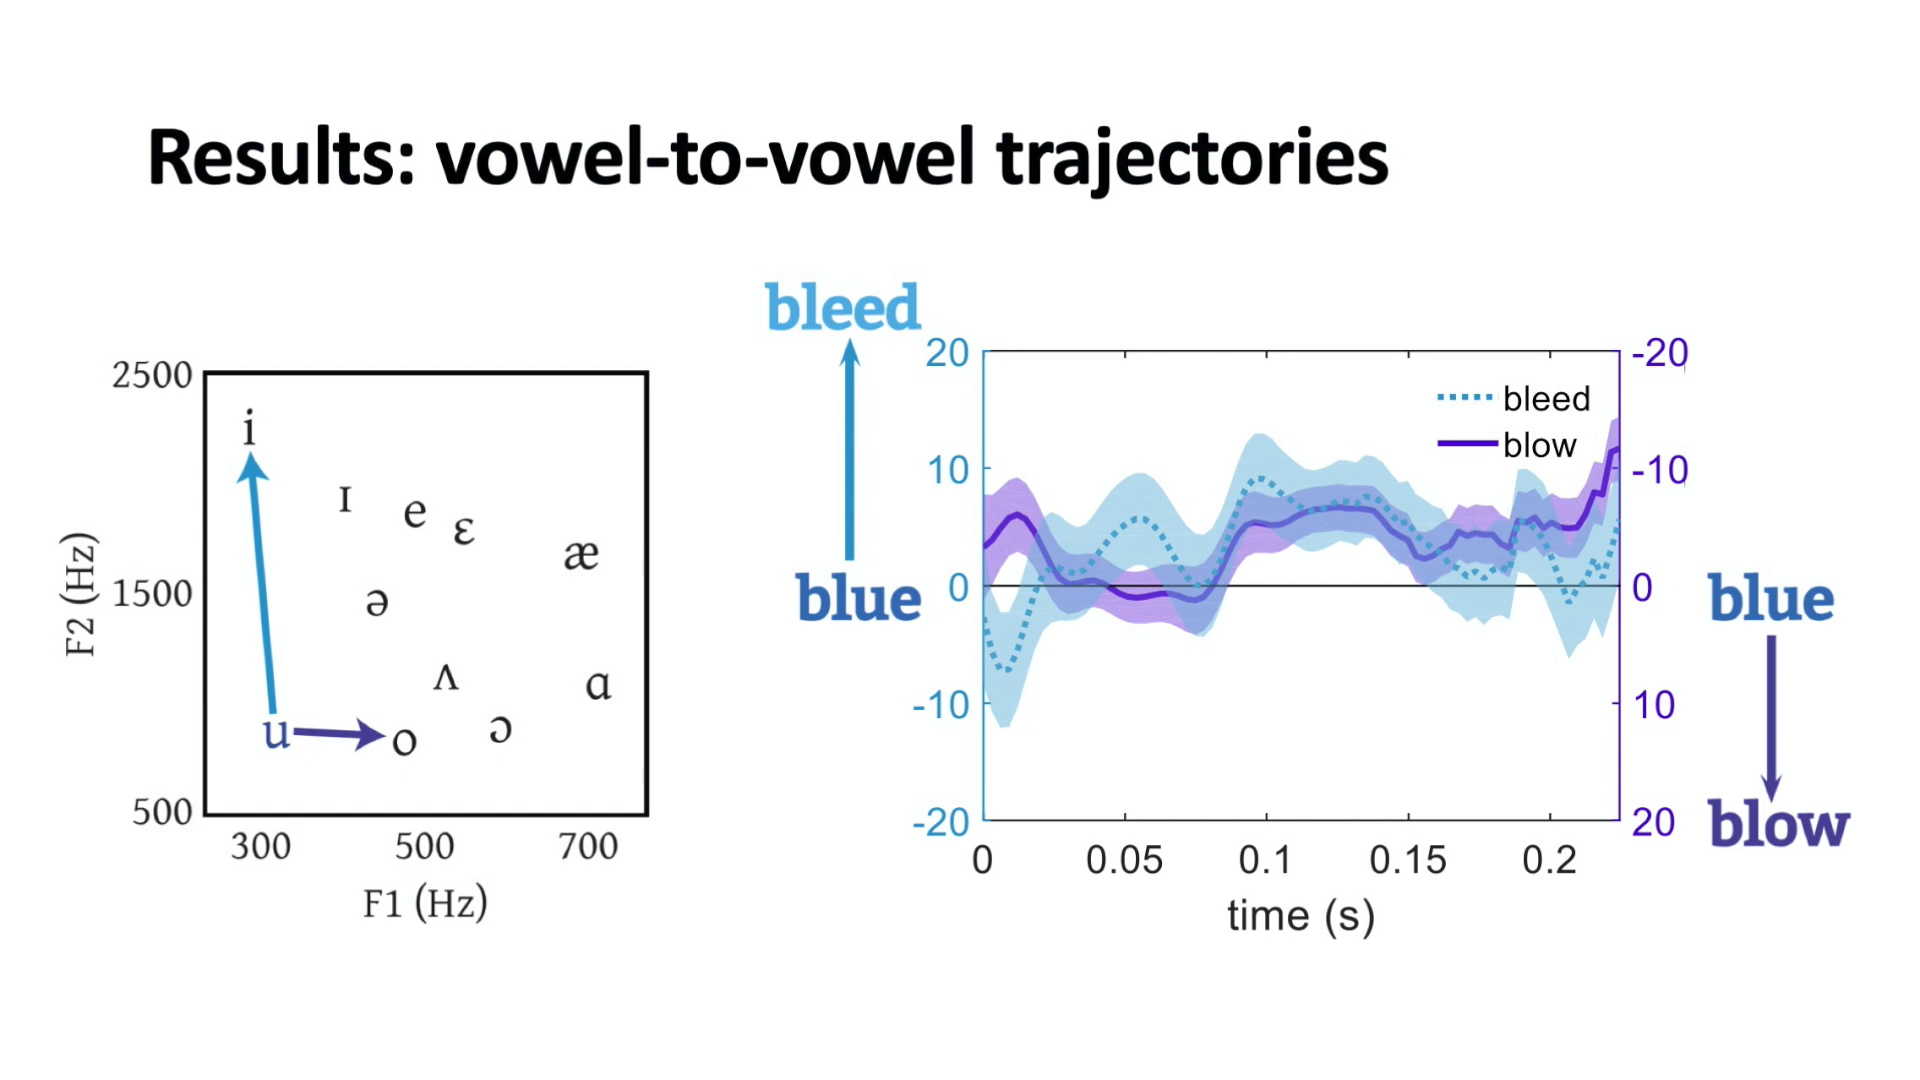 Results: vowel-to-vowel trajectories
2500
1500
500
F2 (Hz)
i
ɪ
e
ɛ
æ
ə
ʌ
ɑ
u
o
ɔ
300 500 700
F1 (Hz)
bleed
blue
20
10
0
-10
-20
bleed
blow
-20
-10
0
10
20
0 0.05 0.1 0.15 0.2
time (s)
blue
blow